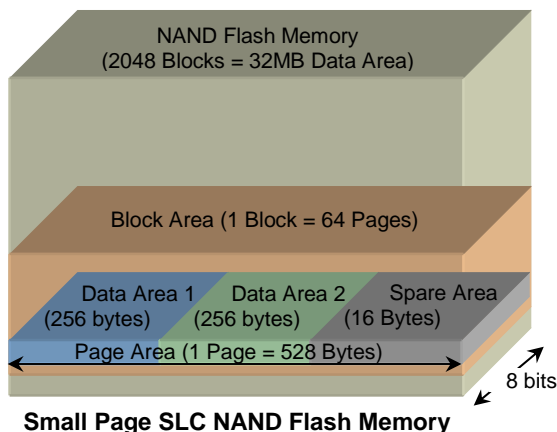 NAND Flash Memory
(2048 Blocks = 32MB Data Area)
Block Area (1 Block = 64 Pages)
Data Area 1
(256 bytes)
Data Area 2
(256 bytes)
Spare Area
(16 Bytes)
Page Area (1 Page = 528 Bytes)
8 bits
Small Page SLC NAND Flash Memory